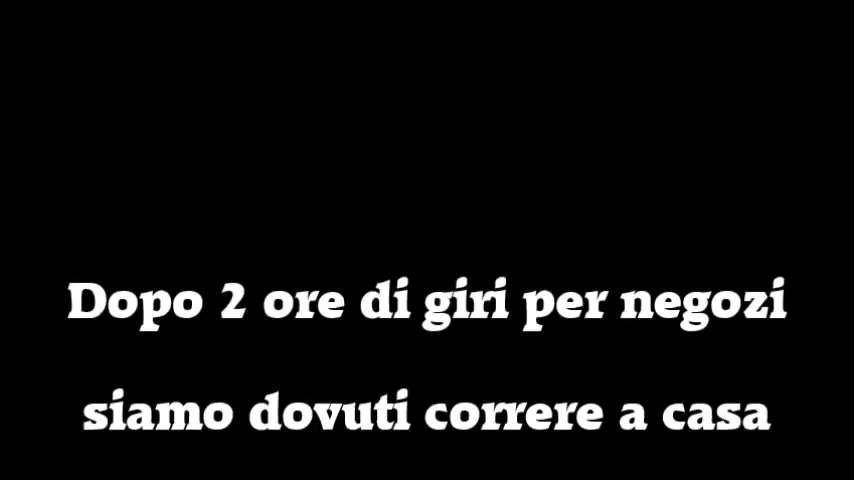 Dopo 2 ore di giri per negozi
siamo dovuti correre a casa